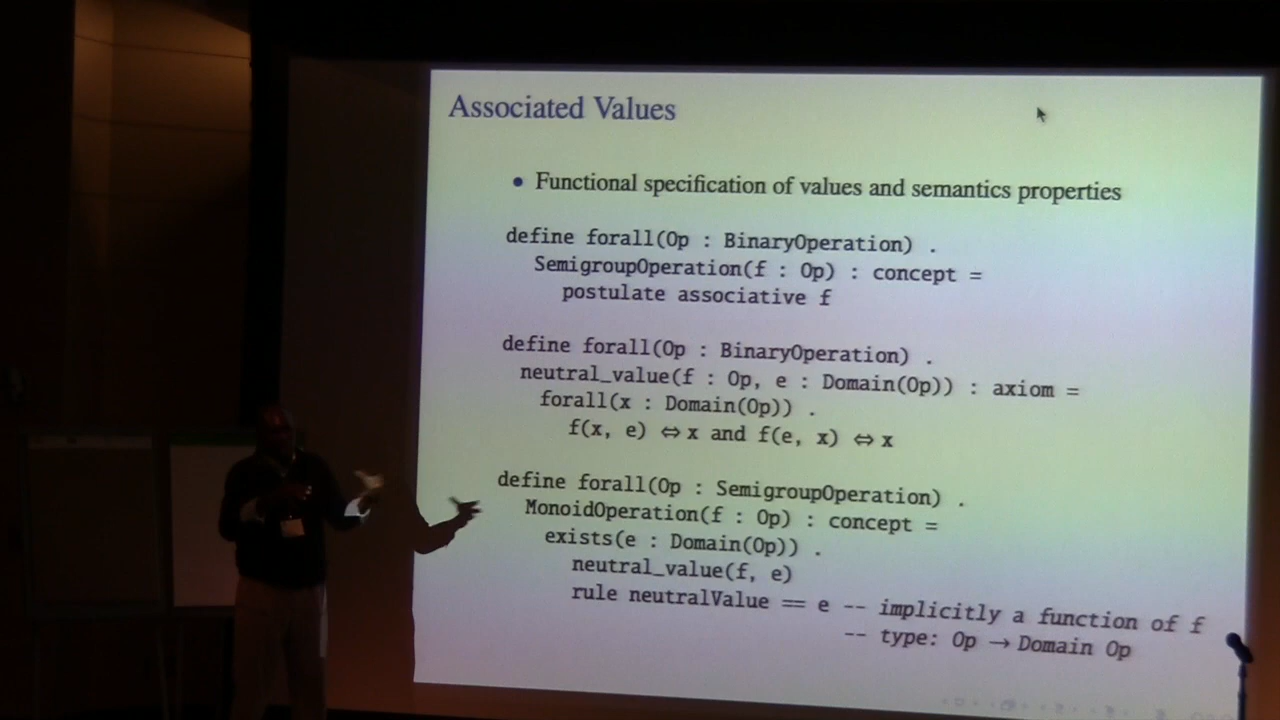 Associated Values
• Functional specification of values and semantics properties
define forall(Op : BinaryOperation) .
SemigroupOperation(f : Op) : concept =
postulate associative f
define forall(Op : BinaryOperation) .
neutral_value(f : Op, e : Domain(Op)) : axiom =
forall(x : Domain(Op)) .
f(x, e) ⇔ x and f(e, x) ⇔ x
define forall(Op : SemigroupOperation) .
MonoidOperation(f : Op) : concept =
exists(e : Domain(Op)) .
neutral_value(f, e)
rule neutralValue == e -- implicitly a function of f
-- type: Op → Domain Op